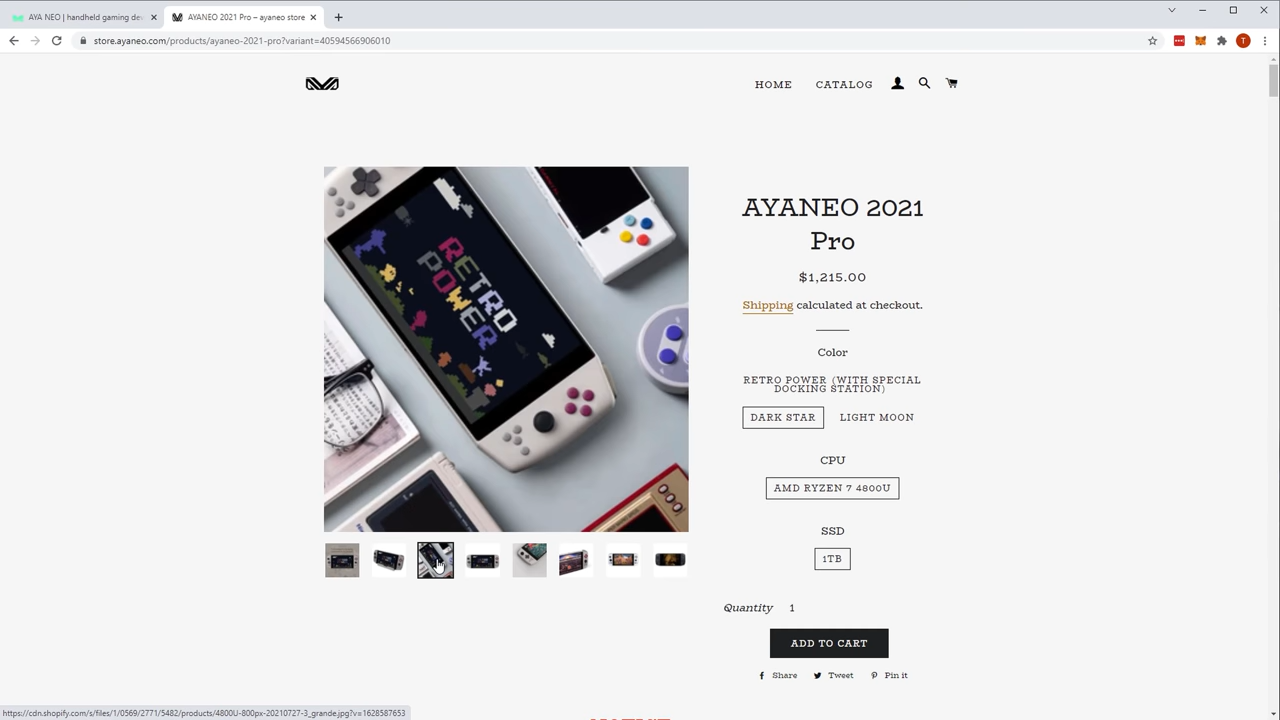 AYA NEO | handheld gaming de
AYANEO 2021 Pro – ayaneo store
store.ayaneo.com/products/ayaneo-2021-pro?variant=40594566906010
T
HOME
CATALOG
RETRO
POWER
AYANEO 2021
Pro
$1,215.00
Shipping calculated at checkout.
Color
RETRO POWER (WITH SPECIAL
DOCKING STATION)
DARK STAR
LIGHT MOON
CPU
AMD RYZEN 7 4800U
SSD
1TB
Quantity 1
ADD TO CART
Share
Tweet
Pin it
https://cdn.shopify.com/s/files/1/0569/2771/5482/products/4800U-800px-20210727-3_grande.jpg?v=1628587653